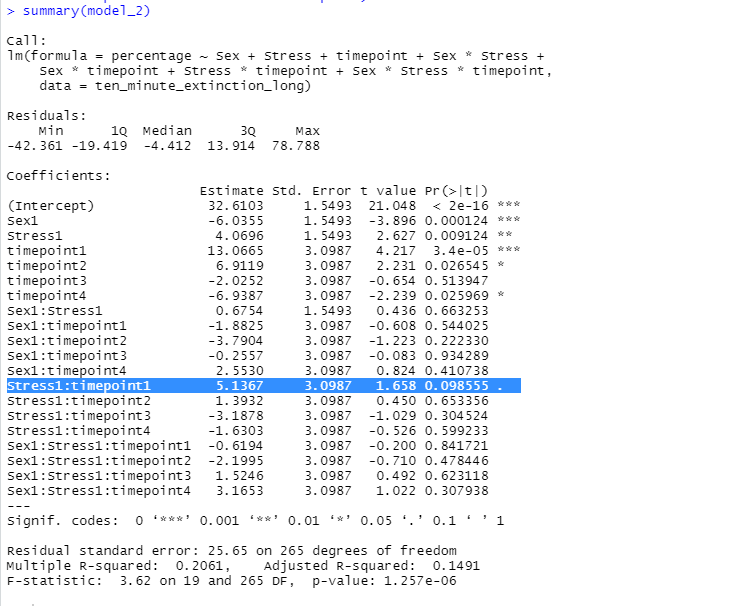 > summary(model_2)
Call:
lm(formula = percentage ~ Sex + Stress + timepoint + Sex * Stress +
    Sex * timepoint + Stress * timepoint + Sex * Stress * timepoint,
    data = ten_minute_extinction_long)
Residuals:
    Min      1Q  Median      3Q     Max
-42.361 -19.419  -4.412  13.914  78.788
Coefficients:
                        Estimate Std. Error t value Pr(>|t|)
(Intercept)              32.6103     1.5493  21.048  < 2e-16 ***
Sex1                     -6.0355     1.5493  -3.896 0.000124 ***
Stress1                   4.0696     1.5493   2.627 0.009124 **
timepoint1               13.0665     3.0987   4.217  3.4e-05 ***
timepoint2                6.9119     3.0987   2.231 0.026545 *
timepoint3               -2.0252     3.0987  -0.654 0.513947
timepoint4               -6.9387     3.0987  -2.239 0.025969 *
Sex1:Stress1              0.6754     1.5493   0.436 0.663253
Sex1:timepoint1          -1.8825     3.0987  -0.608 0.544025
Sex1:timepoint2          -3.7904     3.0987  -1.223 0.222330
Sex1:timepoint3          -0.2557     3.0987  -0.083 0.934289
Sex1:timepoint4           2.5530     3.0987   0.824 0.410738
Stress1:timepoint1        5.1367     3.0987   1.658 0.098555 .
Stress1:timepoint2        1.3932     3.0987   0.450 0.653356
Stress1:timepoint3       -3.1878     3.0987  -1.029 0.304524
Stress1:timepoint4       -1.6303     3.0987  -0.526 0.599233
Sex1:Stress1:timepoint1  -0.6194     3.0987  -0.200 0.841721
Sex1:Stress1:timepoint2  -2.1995     3.0987  -0.710 0.478446
Sex1:Stress1:timepoint3   1.5246     3.0987   0.492 0.623118
Sex1:Stress1:timepoint4   3.1653     3.0987   1.022 0.307938
---
Signif. codes:  0 ‘***’ 0.001 ‘**’ 0.01 ‘*’ 0.05 ‘.’ 0.1 ‘ ’ 1
Residual standard error: 25.65 on 265 degrees of freedom
Multiple R-squared:  0.2061,    Adjusted R-squared:  0.1491
F-statistic:  3.62 on 19 and 265 DF,  p-value: 1.257e-06